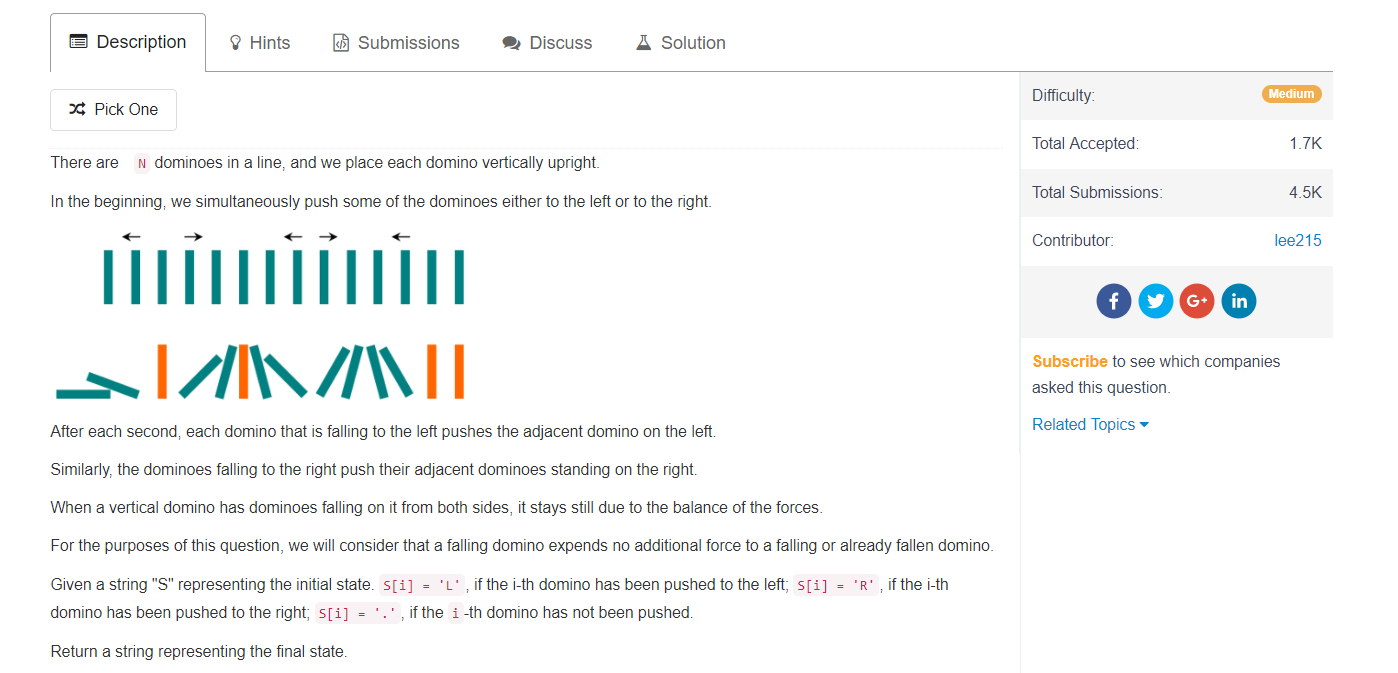 Description Hints Submissions Discuss Solution
Pick One
There are N dominoes in a line, and we place each domino vertically upright.
In the beginning, we simultaneously push some of the dominoes either to the left or to the right.
After each second, each domino that is falling to the left pushes the adjacent domino on the left.
Similarly, the dominoes falling to the right push their adjacent dominoes standing on the right.
When a vertical domino has dominoes falling on it from both sides, it stays still due to the balance of the forces.
For the purposes of this question, we will consider that a falling domino expends no additional force to a falling or already fallen domino.
Given a string "S" representing the initial state. S[i] = 'L', if the i-th domino has been pushed to the left; S[i] = 'R', if the i-th
domino has been pushed to the right; S[i] = '.', if the i-th domino has not been pushed.
Return a string representing the final state.
Difficulty: Medium
Total Accepted: 1.7K
Total Submissions: 4.5K
Contributor: lee215
f G+ in
Subscribe to see which companies
asked this question.
Related Topics